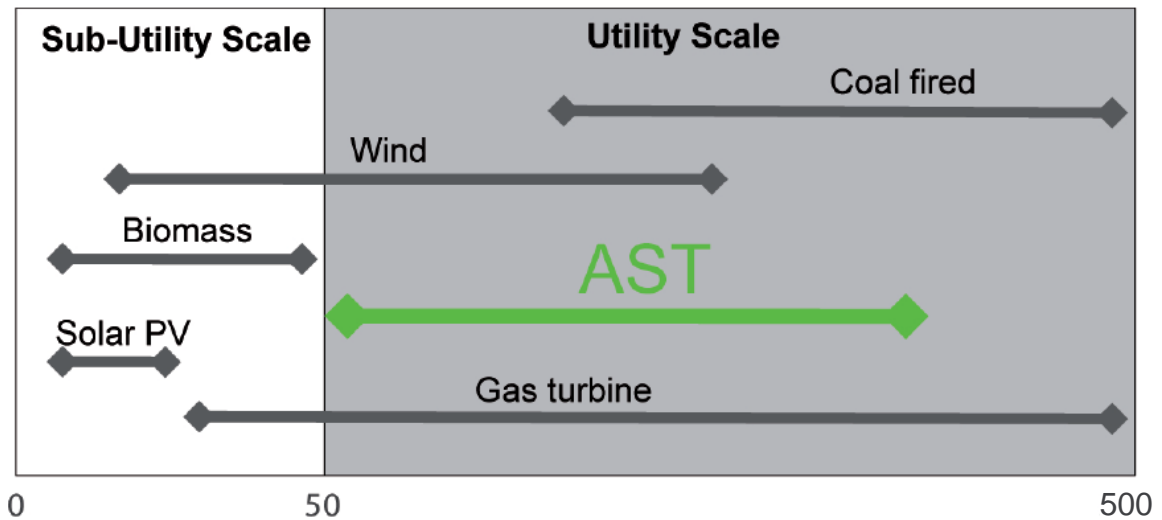 Sub-Utility Scale
Utility Scale
Coal fired
Wind
Biomass
AST
Solar PV
Gas turbine
0 50 500